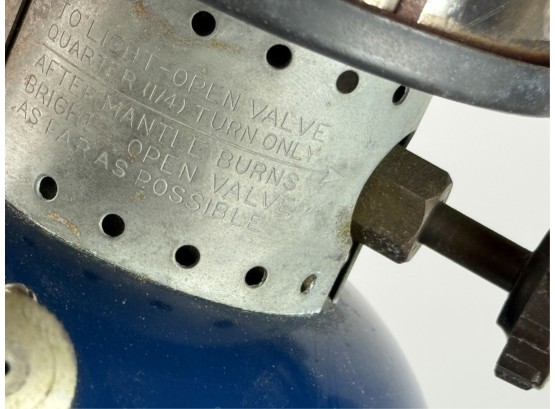 TO LIGHT-OPEN VALVE
QUARTER (1/4) TURN ONLY
AFTER MANTLE BURNS
BRIGHT OPEN VALVE
AS FAR AS POSSIBLE